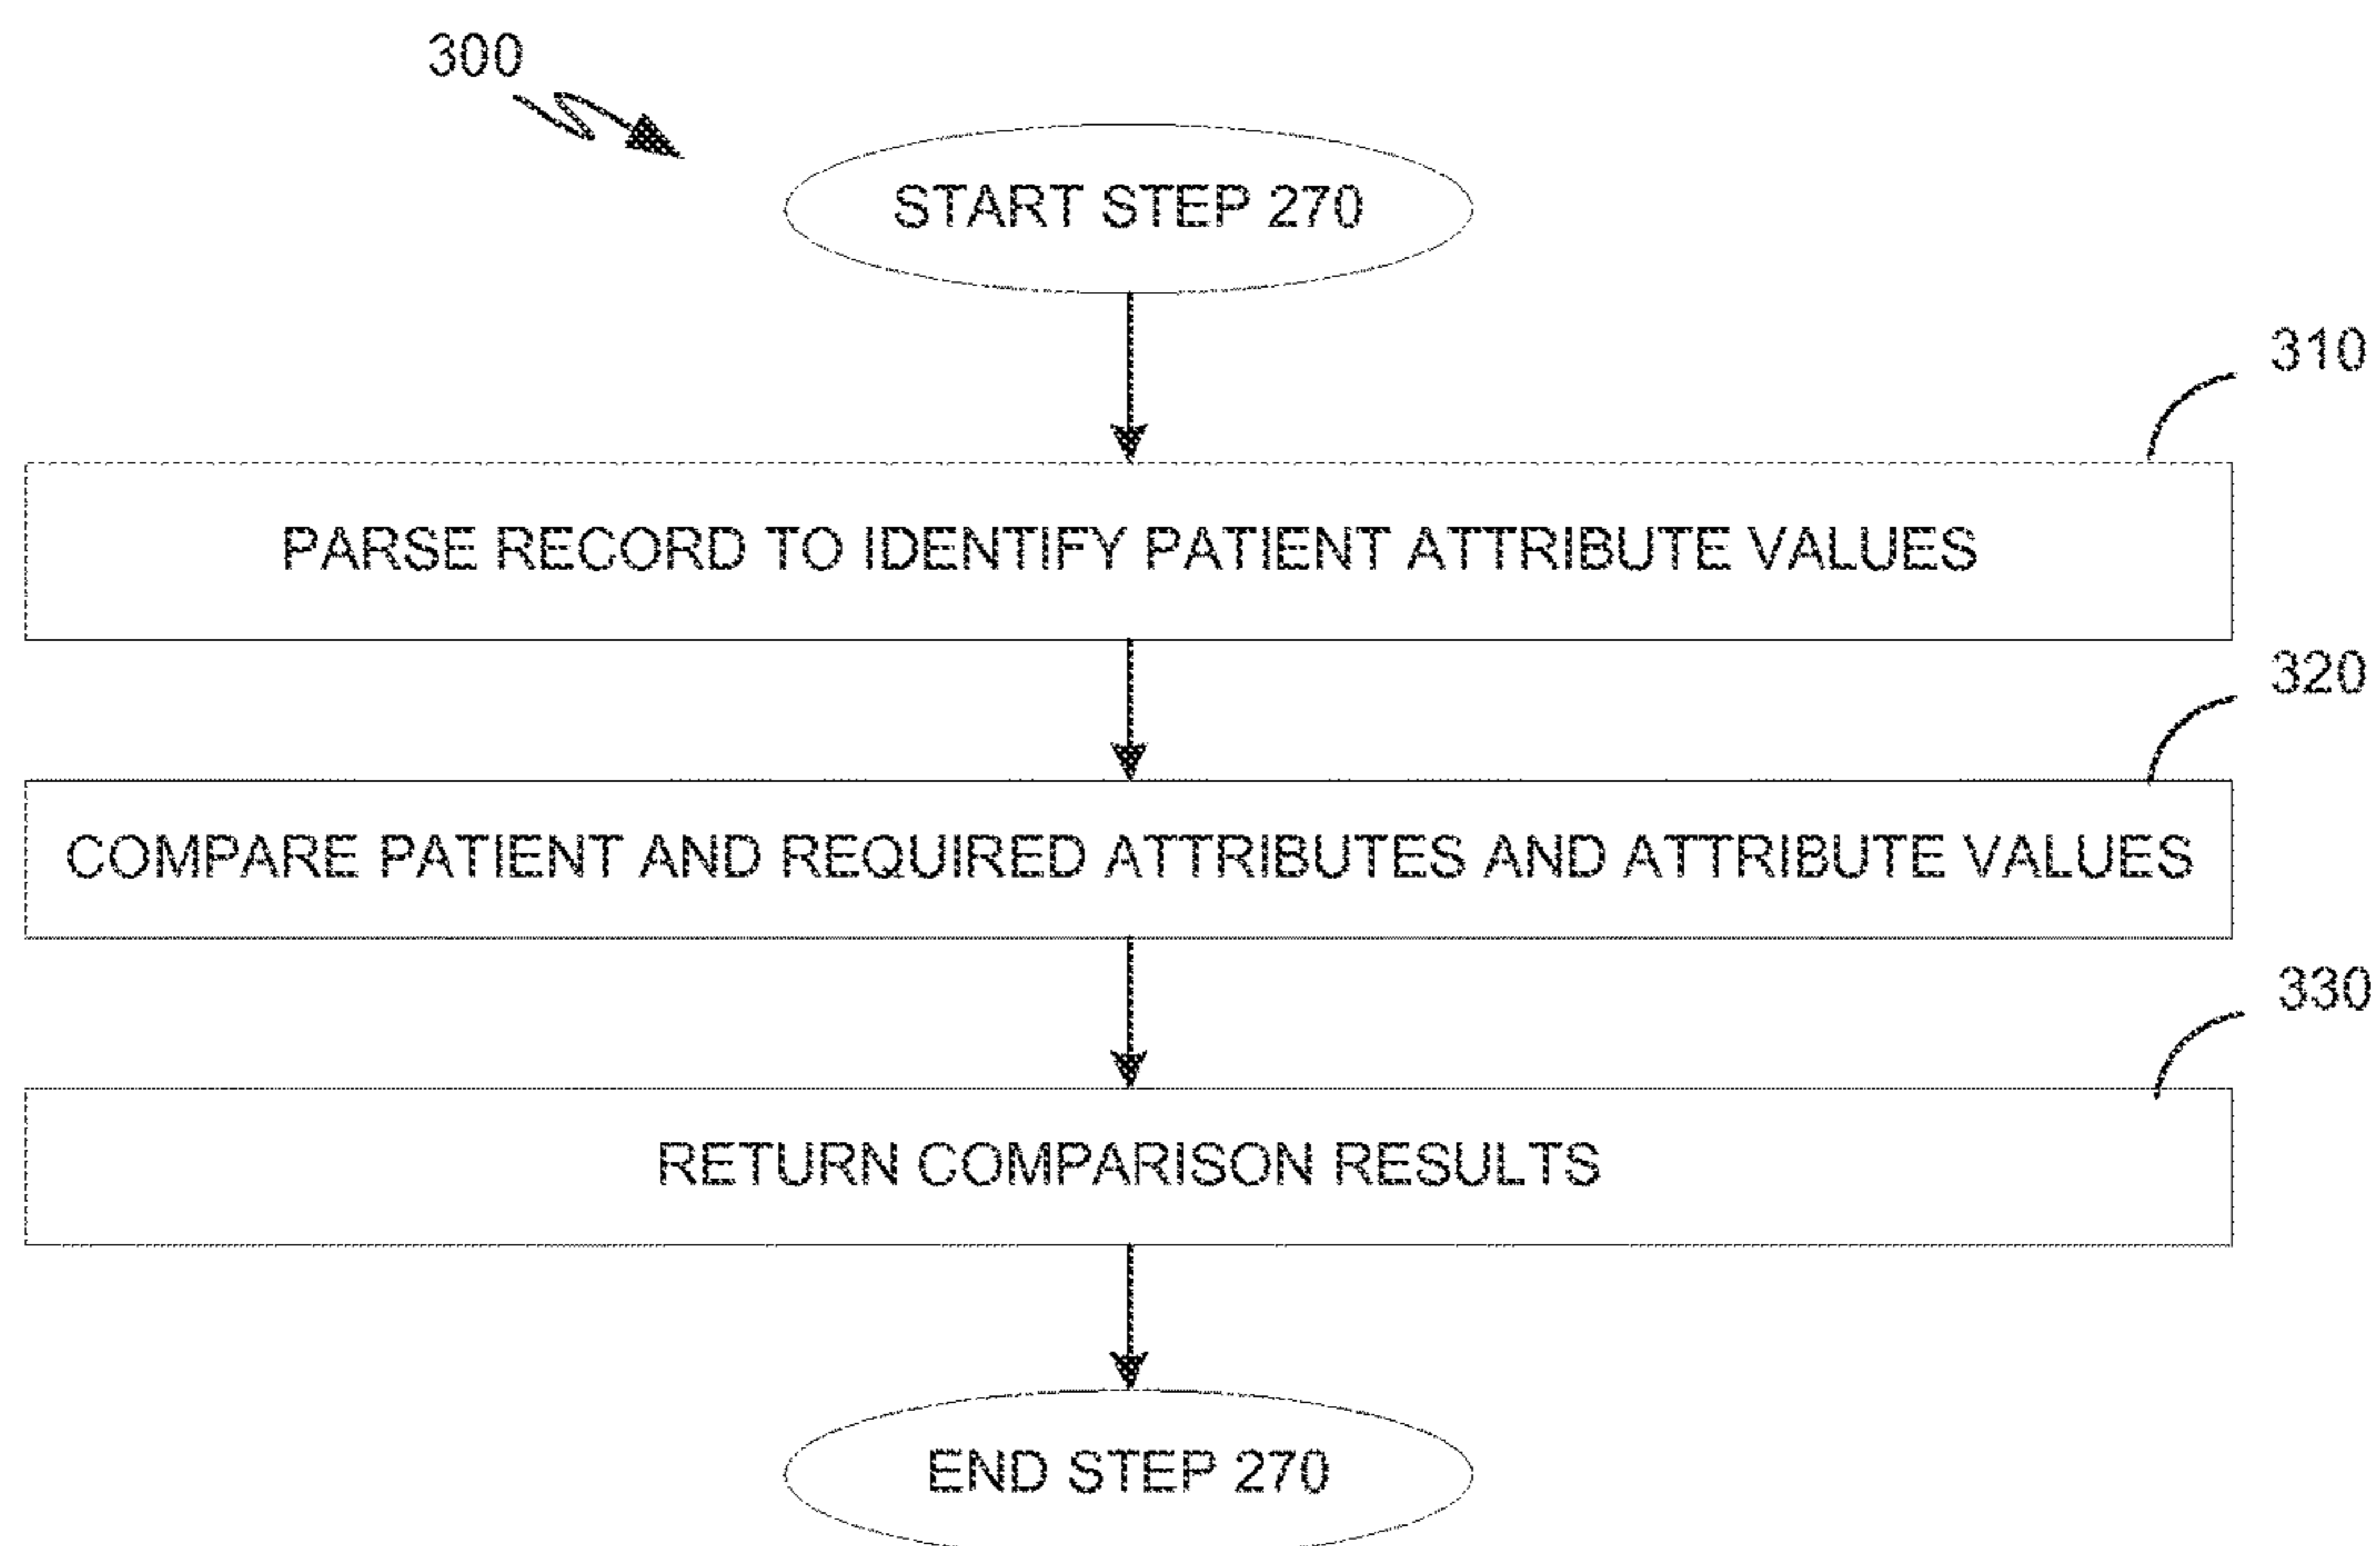 300
START STEP 270
310
PARSE RECORD TO IDENTIFY PATIENT ATTRIBUTE VALUES
320
COMPARE PATIENT AND REQUIRED ATTRIBUTES AND ATTRIBUTE VALUES
330
RETURN COMPARISON RESULTS
END STEP 270